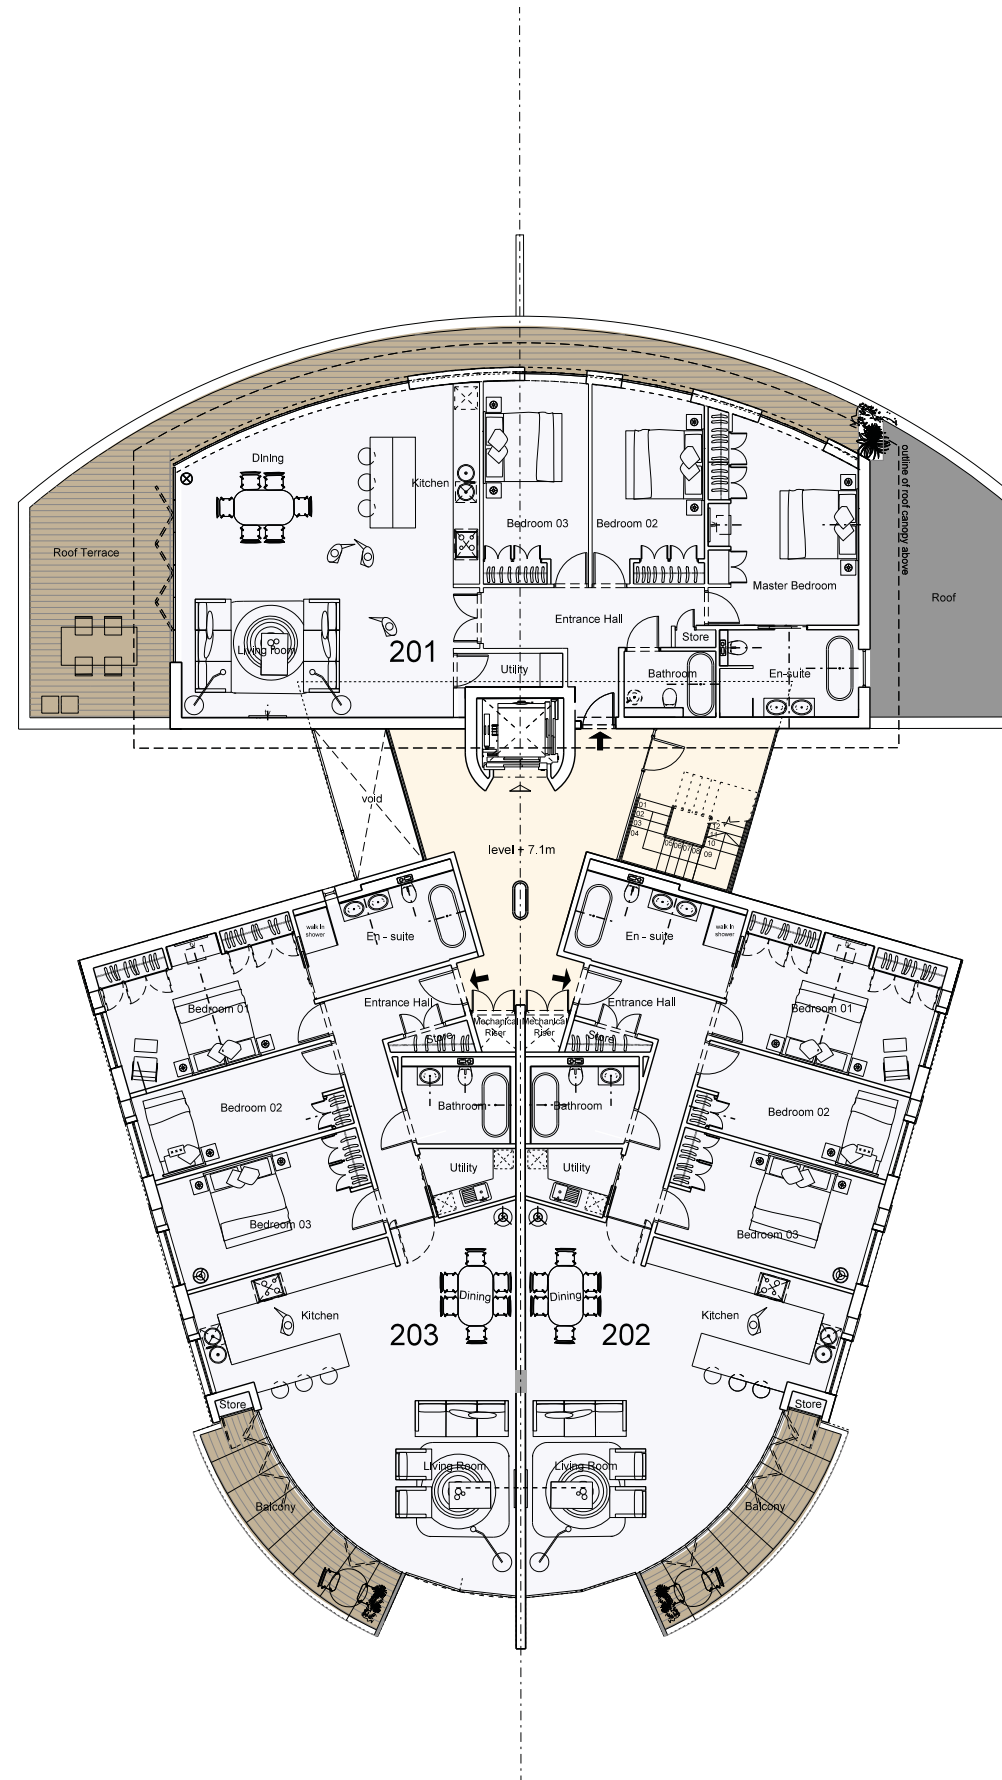 Dining
Kitchen
outline of roof canopy above
Bedroom 03
Bedroom 02
Roof Terrace
Master Bedroom
Roof
Entrance Hall
Store
Living room
201
Utility
Bathroom
En-suite
tv
void
01
02
03
04
05
06
07
08
09
10
11
12
level + 7.1m
walk in
shower
En - suite
En - suite
walk in
shower
Bedroom 01
Entrance Hall
Entrance Hall
Bedroom 01
Mechanical
Riser
Mechanical
Riser
Store
Store
Bedroom 02
Bathroom
Bathroom
Bedroom 02
Utility
Utility
Bedroom 03
Bedroom 03
Dining
Dining
Kitchen
Kitchen
203
202
Store
Store
Living Room
Living Room
Balcony
Balcony